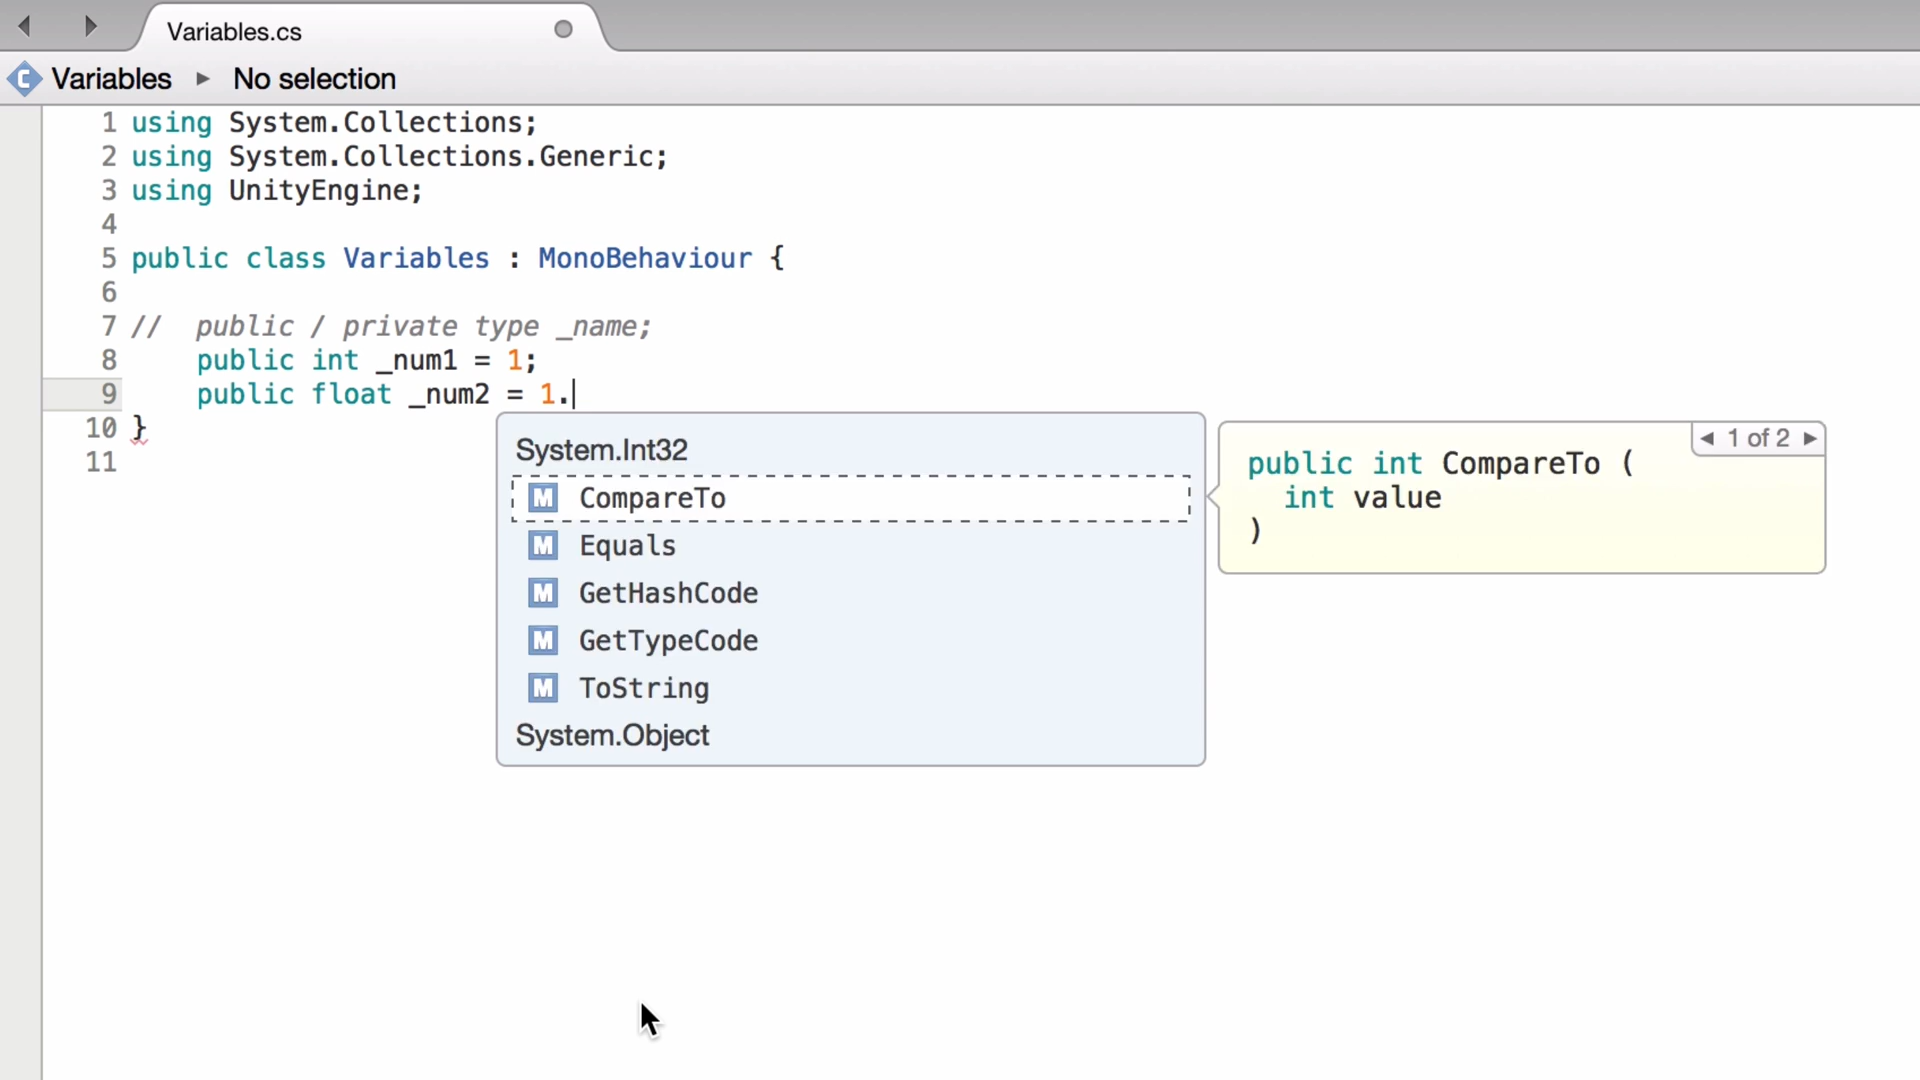 Variables.cs
Variables ▸ No selection
1 using System.Collections;
2 using System.Collections.Generic;
3 using UnityEngine;
4
5 public class Variables : MonoBehaviour {
6
7 //  public / private type _name;
8     public int _num1 = 1;
9     public float _num2 = 1.
10 }
11
System.Int32
M CompareTo
M Equals
M GetHashCode
M GetTypeCode
M ToString
System.Object
◀ 1 of 2 ▶
public int CompareTo (
  int value
)